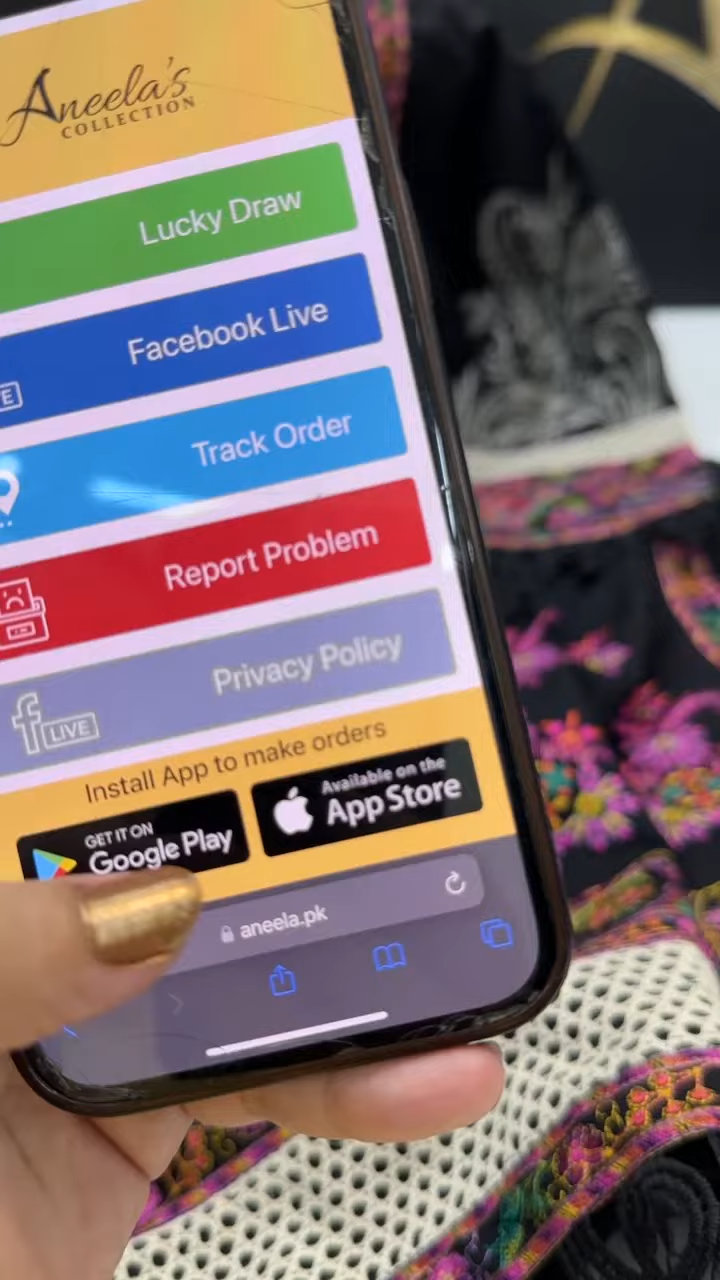 Aneela's
COLLECTION
Lucky Draw
Facebook Live
E
Track Order
Report Problem
Privacy Policy
LIVE
Install App to make orders
GET IT ON
Google Play
Available on the
App Store
aneela.pk